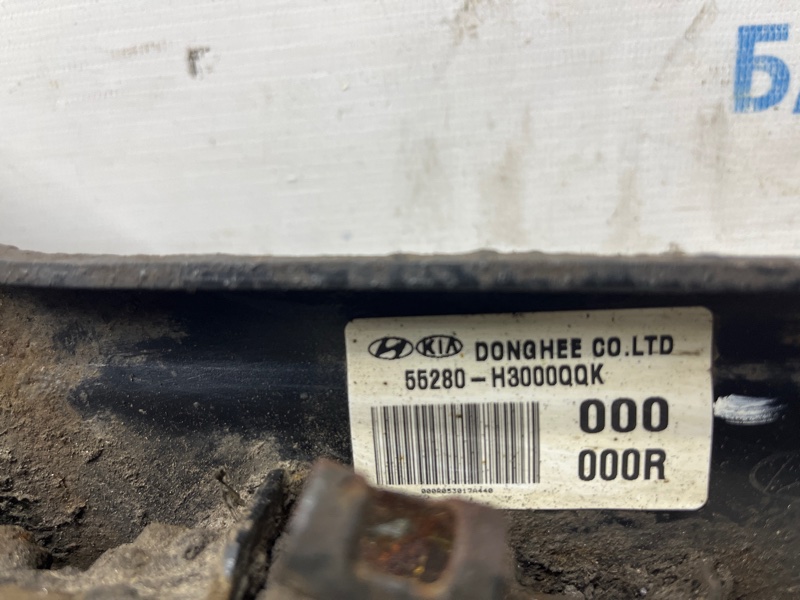 KIA DONGHEE CO.LTD
55280-H3000QQK
000
000R